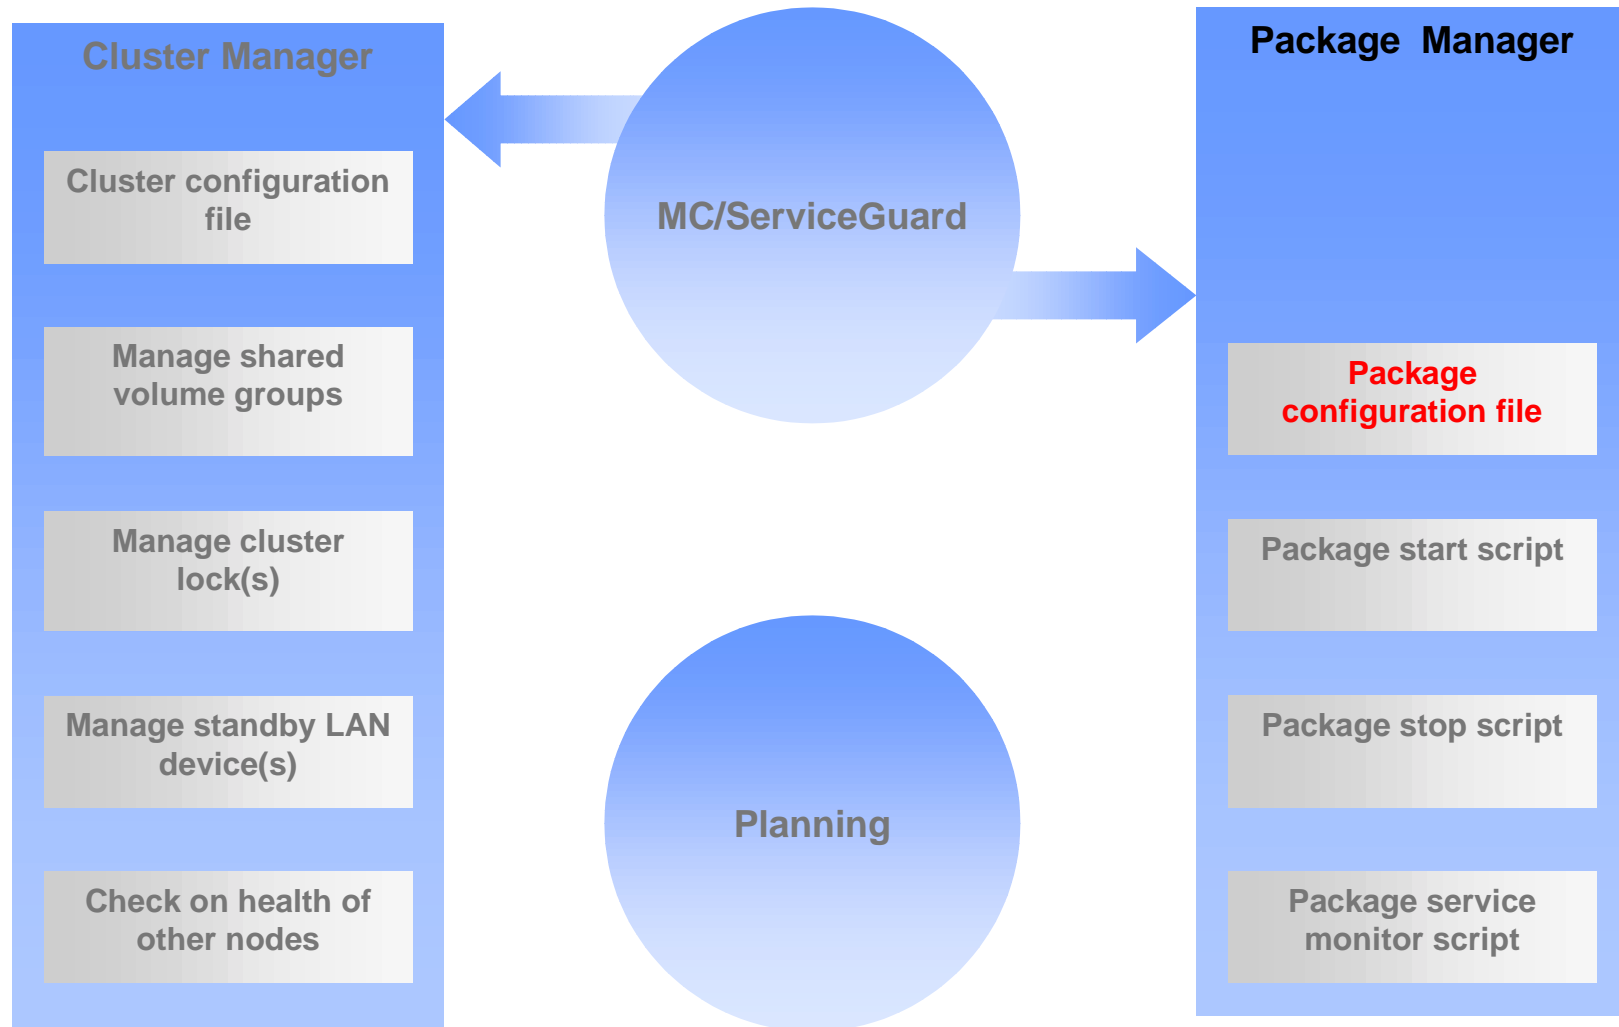 Cluster Manager
Cluster configuration
file
Manage shared
volume groups
Manage cluster
lock(s)
Manage standby LAN
device(s)
Check on health of
other nodes
MC/ServiceGuard
Planning
Package Manager
Package
configuration file
Package start script
Package stop script
Package service
monitor script